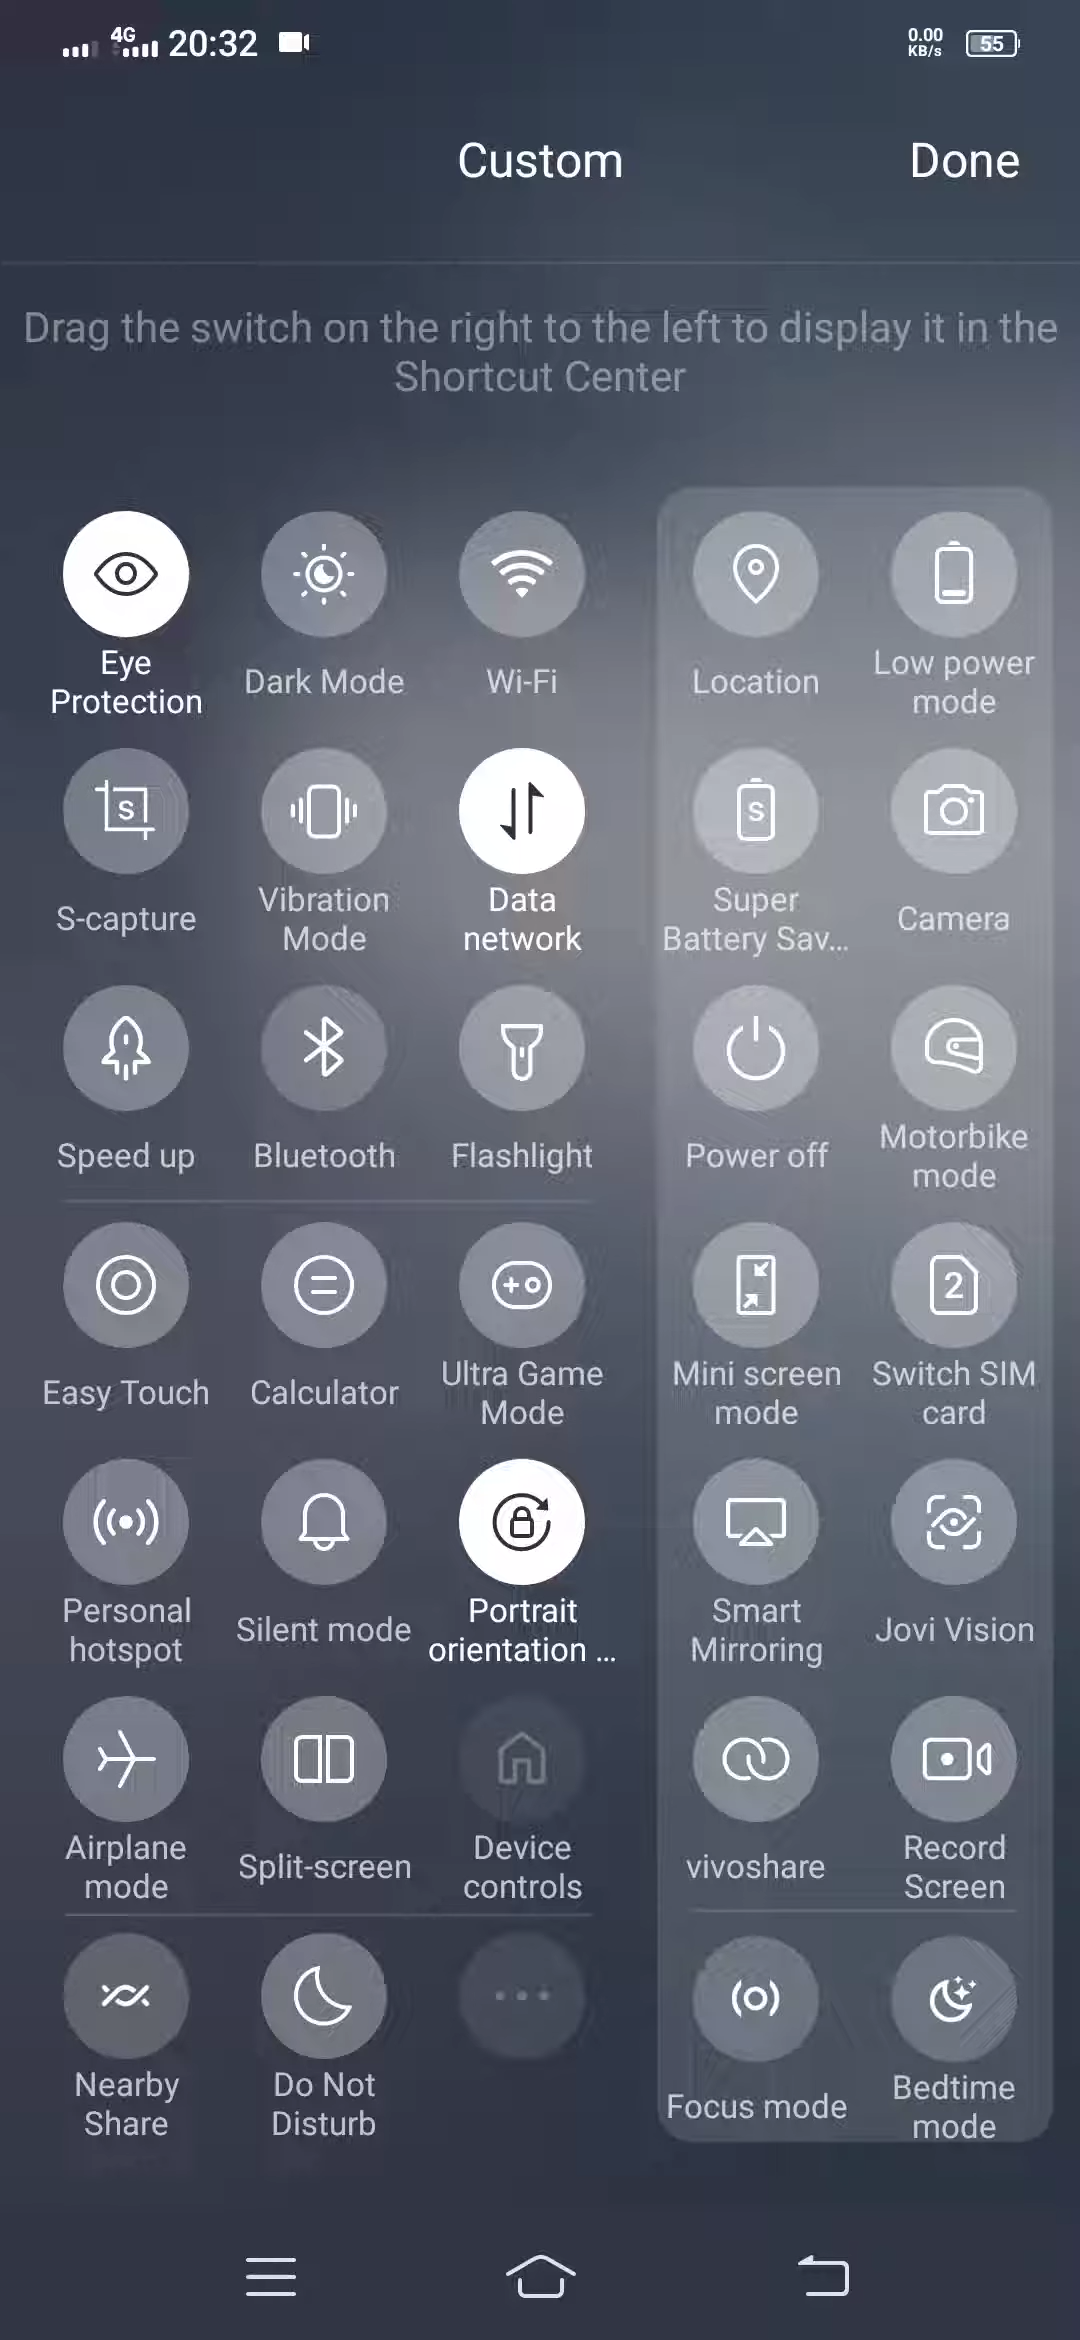 4G 20:32 0.00 KB/s 55
Custom Done
Drag the switch on the right to the left to display it in the
Shortcut Center
Eye Protection
Dark Mode
Wi-Fi
Location
Low power mode
S
S-capture
Vibration Mode
Data network
S
Super Battery Sav...
Camera
Speed up
Bluetooth
Flashlight
Power off
Motorbike mode
Easy Touch
Calculator
Ultra Game Mode
Mini screen mode
2
Switch SIM card
Personal hotspot
Silent mode
Portrait orientation ...
Smart Mirroring
Jovi Vision
Airplane mode
Split-screen
Device controls
vivoshare
Record Screen
Nearby Share
Do Not Disturb
Focus mode
Bedtime mode